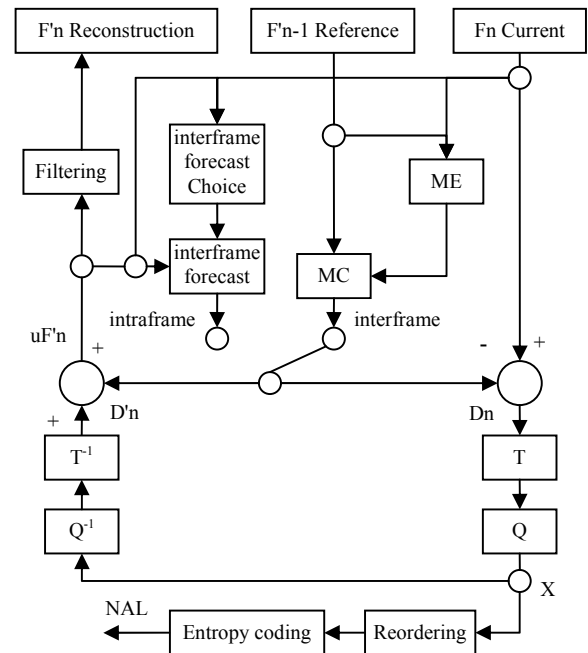 F'n Reconstruction
F'n-1 Reference
Fn Current
interframe
forecast
Choice
Filtering
ME
interframe
forecast
MC
intraframe
interframe
uF'n
+
-
+
D'n
Dn
+
T-1
T
Q-1
Q
X
NAL
Entropy coding
Reordering